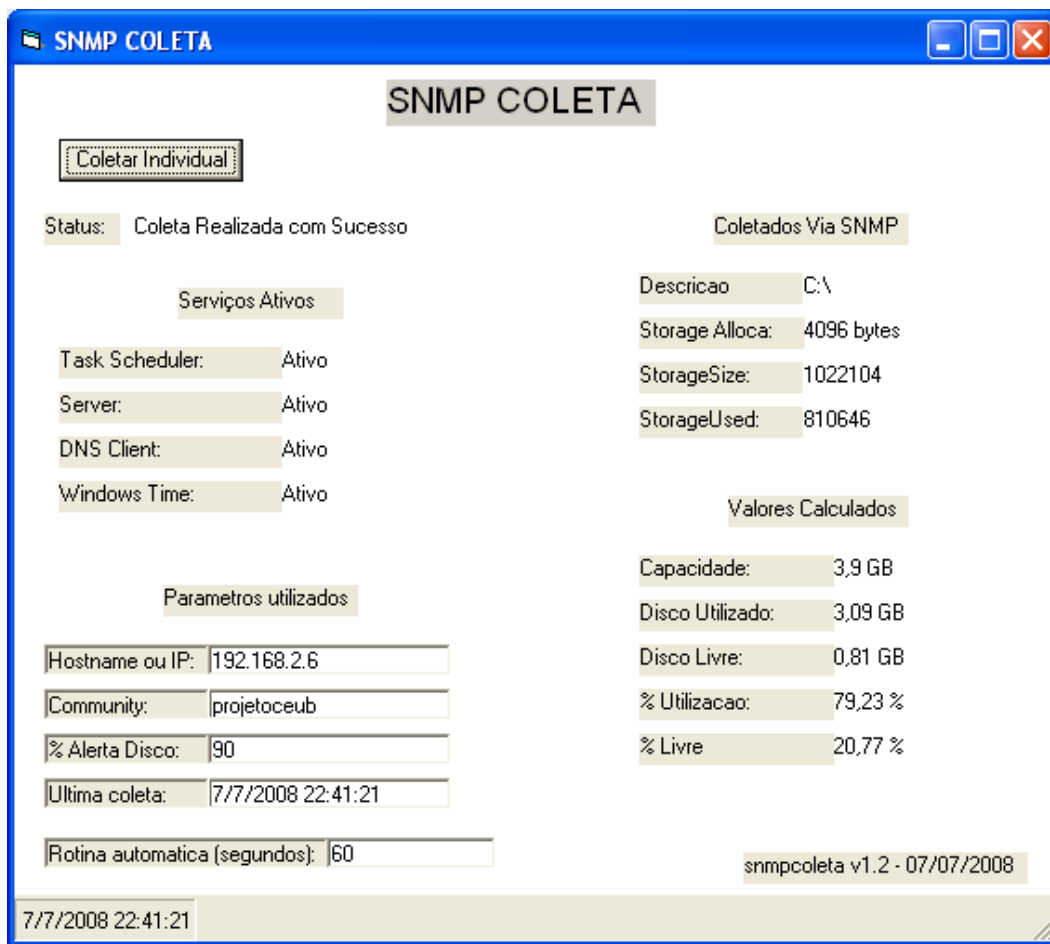 SNMP COLETA
SNMP COLETA
Coletar Individual
Status: Coleta Realizada com Sucesso
Serviços Ativos
Task Scheduler: Ativo
Server: Ativo
DNS Client: Ativo
Windows Time: Ativo
Parametros utilizados
Hostname ou IP: 192.168.2.6
Community: projetoceub
% Alerta Disco: 90
Ultima coleta: 7/7/2008 22:41:21
Rotina automatica (segundos): 60
Coletados Via SNMP
Descricao C:\
Storage Alloca: 4096 bytes
StorageSize: 1022104
StorageUsed: 810646
Valores Calculados
Capacidade: 3,9 GB
Disco Utilizado: 3,09 GB
Disco Livre: 0,81 GB
% Utilizacao: 79,23 %
% Livre 20,77 %
snmpcoleta v1.2 - 07/07/2008
7/7/2008 22:41:21